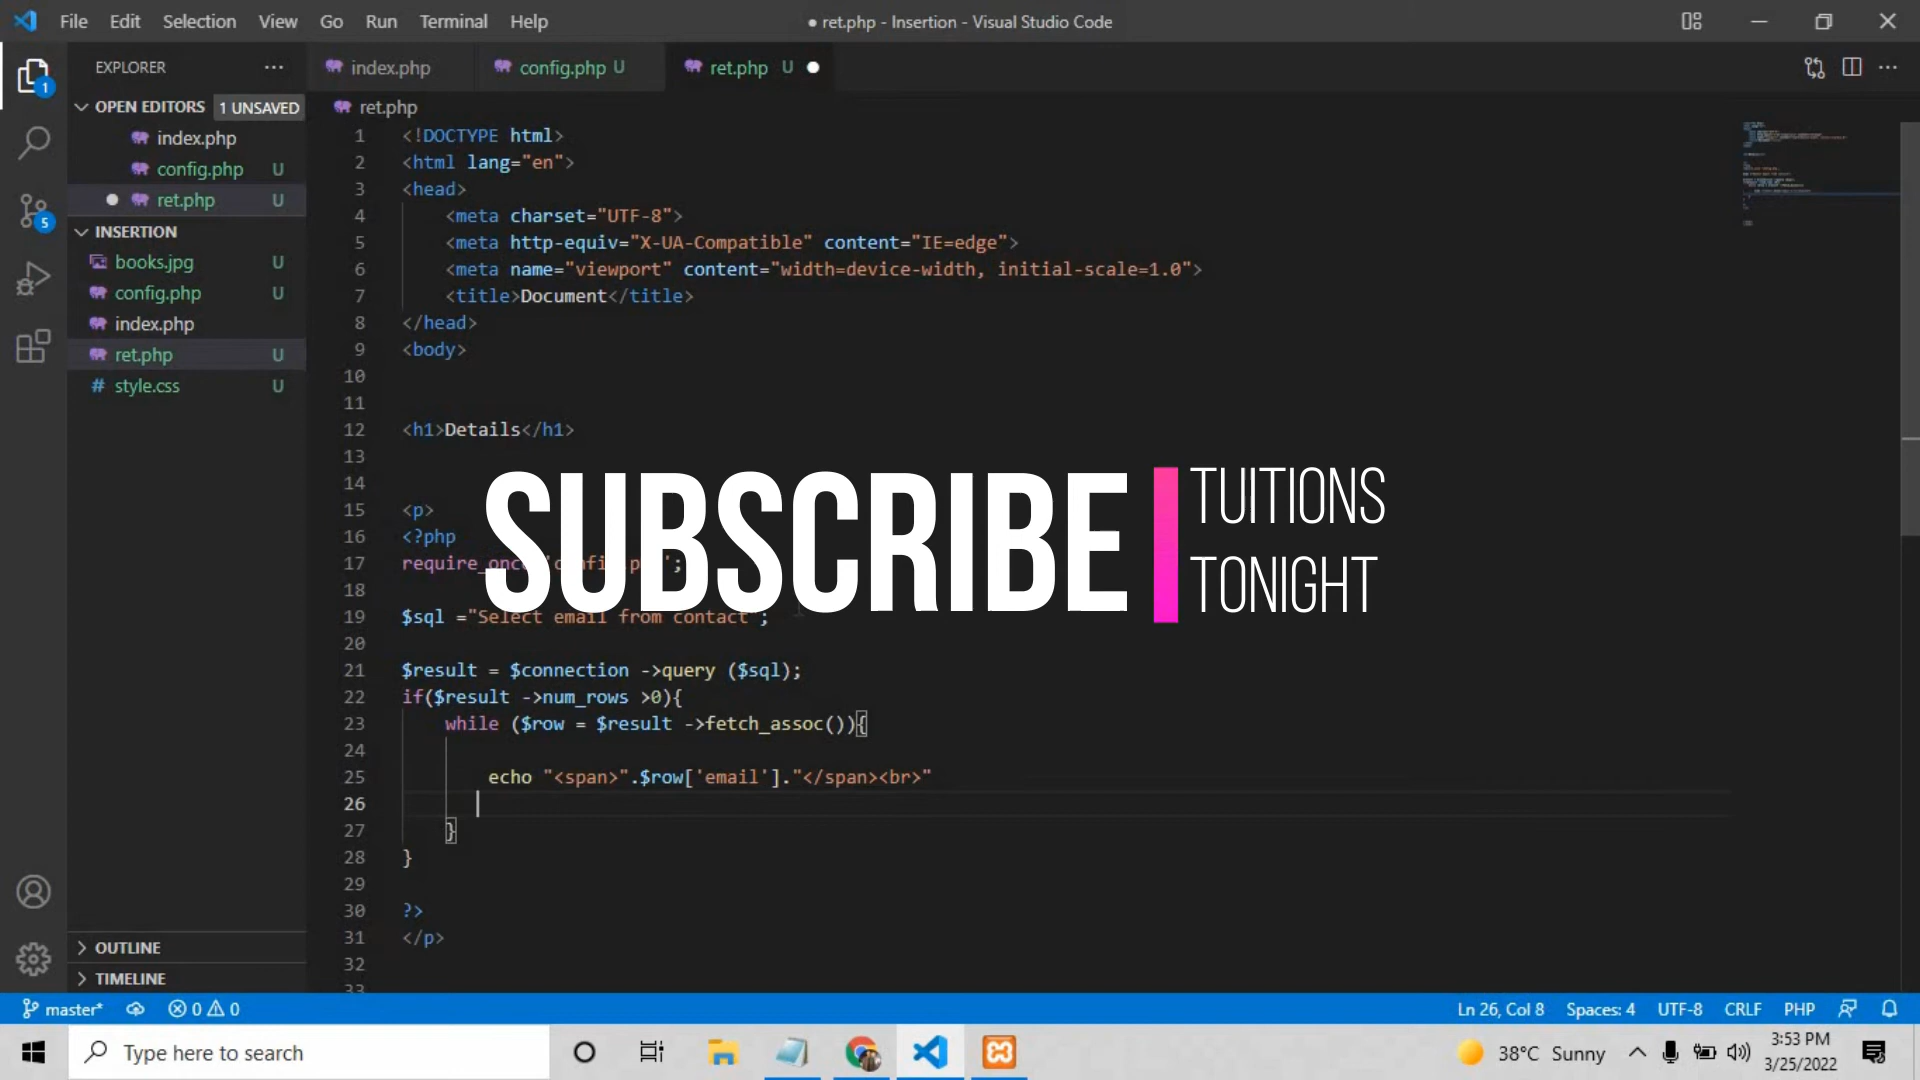 File Edit Selection View Go Run Terminal Help
● ret.php - Insertion - Visual Studio Code
EXPLORER
index.php
config.php U
ret.php U
OPEN EDITORS
1 UNSAVED
index.php
config.php U
ret.php U
INSERTION
books.jpg U
config.php U
index.php
ret.php U
style.css U
OUTLINE
TIMELINE
ret.php
1 <!DOCTYPE html>
2 <html lang="en">
3 <head>
4 <meta charset="UTF-8">
5 <meta http-equiv="X-UA-Compatible" content="IE=edge">
6 <meta name="viewport" content="width=device-width, initial-scale=1.0">
7 <title>Document</title>
8 </head>
9 <body>
10
11
12 <h1>Details</h1>
13
14
15 <p>
16 <?php
17 require_once
18
19 $sql ="Select email from contact";
20
21 $result = $connection ->query ($sql);
22 if($result ->num_rows >0){
23 while ($row = $result ->fetch_assoc()){
24
25 echo "<span>".$row['email']."</span><br>"
26
27 }
28 }
29
30 ?>
31 </p>
32
33
SUBSCRIBE
TUITIONS
TONIGHT
1
5
master* 0 0
Ln 26, Col 8 Spaces: 4 UTF-8 CRLF PHP
Type here to search
38°C Sunny
3:53 PM
3/25/2022